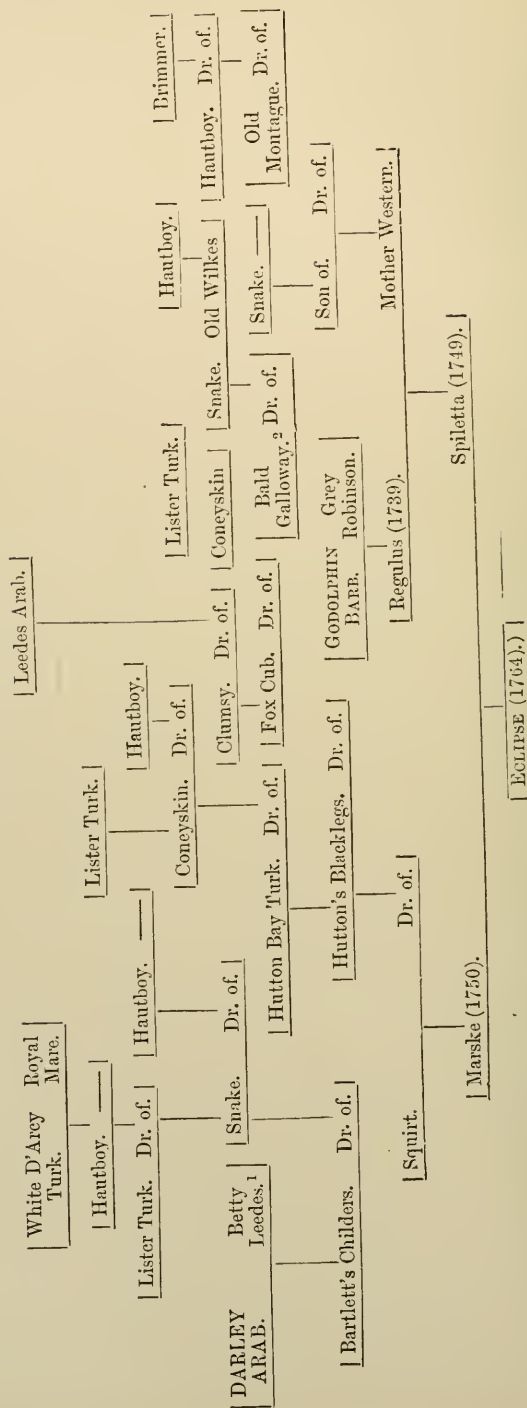 Leedes Arab.
White D'Arcy Turk.
Royal Mare.
Hautboy.
Lister Turk.
Lister Turk. Dr. of.
Hautboy.
Hautboy.
Lister Turk.
Hautboy.
Brimmer.
Coneyskin. Dr. of.
DARLEY ARAB.
Betty Leedes.¹
Snake. Dr. of.
Clumsy. Dr. of.
Coneyskin
Snake. Old Wilkes
Hautboy. Dr. of.
Hutton Bay Turk. Dr. of.
Fox Cub. Dr. of.
Bald Galloway.² Dr. of.
Snake.
Old Montague. Dr. of.
Bartlett's Childers. Dr. of.
Hutton's Blacklegs. Dr. of.
GODOLPHIN BARB.
Grey Robinson.
Son of. Dr. of.
Squirt. Dr. of.
Regulus (1739). Mother Western.
Marske (1750). Spiletta (1749).
ECLIPSE (1764).)